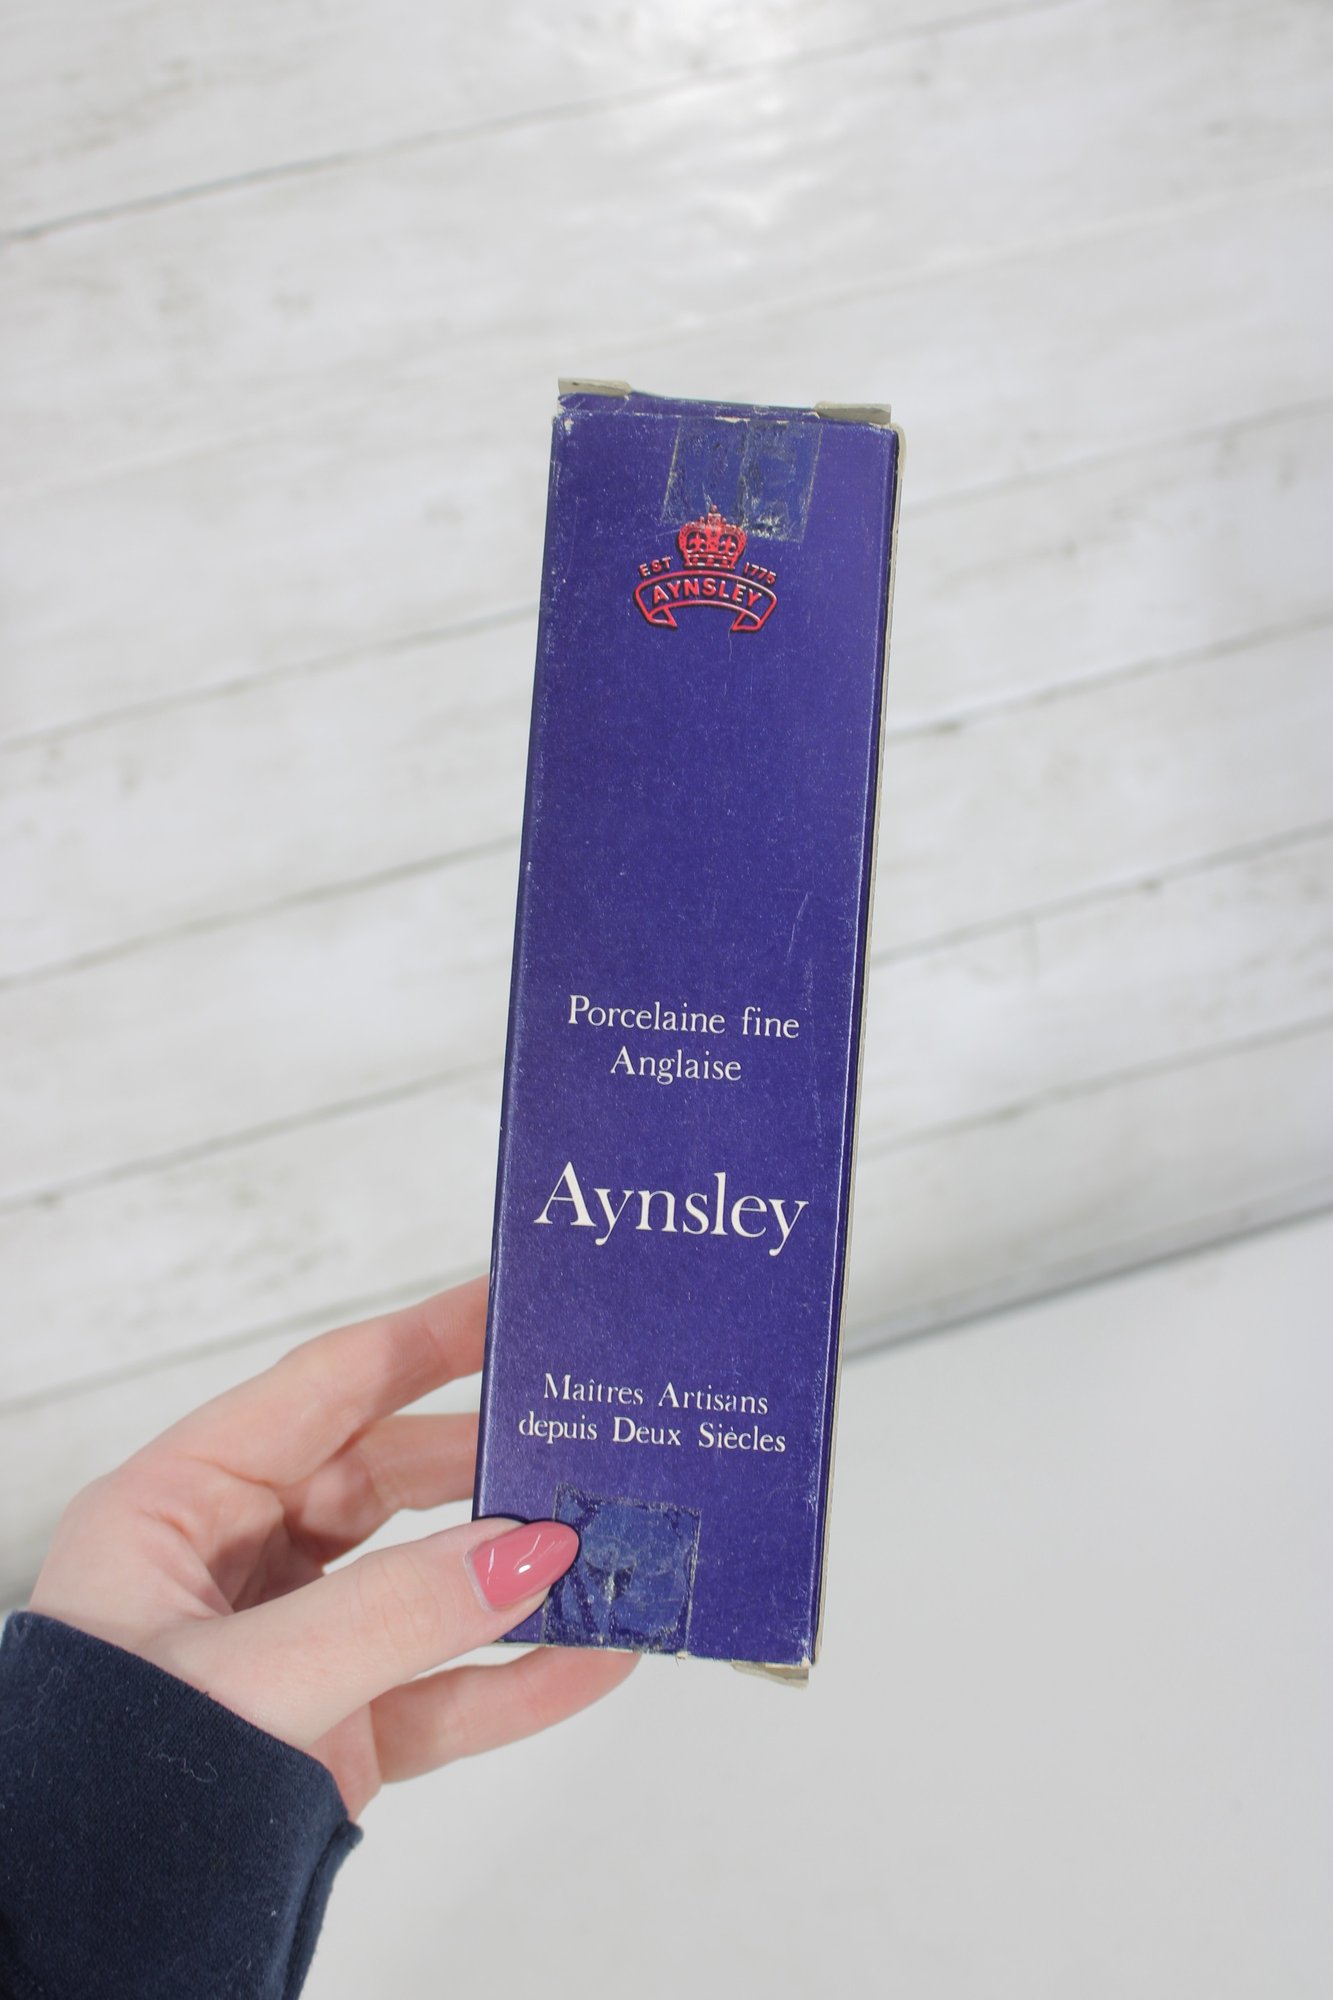 EST 1775
AYNSLEY
Porcelaine fine
Anglaise
Aynsley
Maîtres Artisans
depuis Deux Siècles